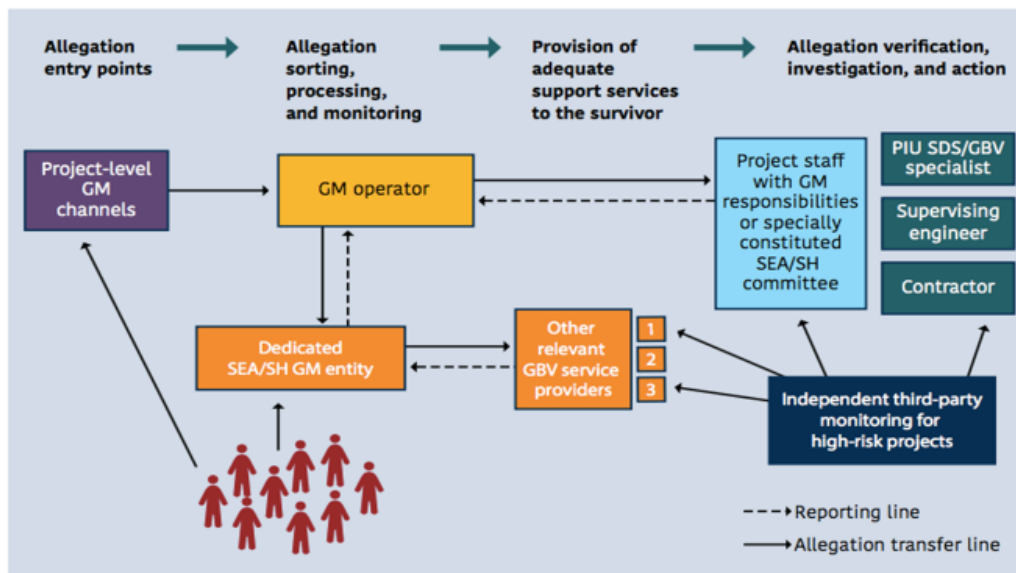 Allegation
entry points
Allegation
sorting,
processing,
and monitoring
Provision of
adequate
support services
to the survivor
Allegation verification,
investigation, and action
Project-level
GM
channels
GM operator
Project staff
with GM
responsibilities
or specially
constituted
SEA/SH
committee
PIU SDS/GBV
specialist
Supervising
engineer
Contractor
Dedicated
SEA/SH GM entity
Other
relevant
GBV service
providers
1
2
3
Independent third-party
monitoring for
high-risk projects
Reporting line
Allegation transfer line